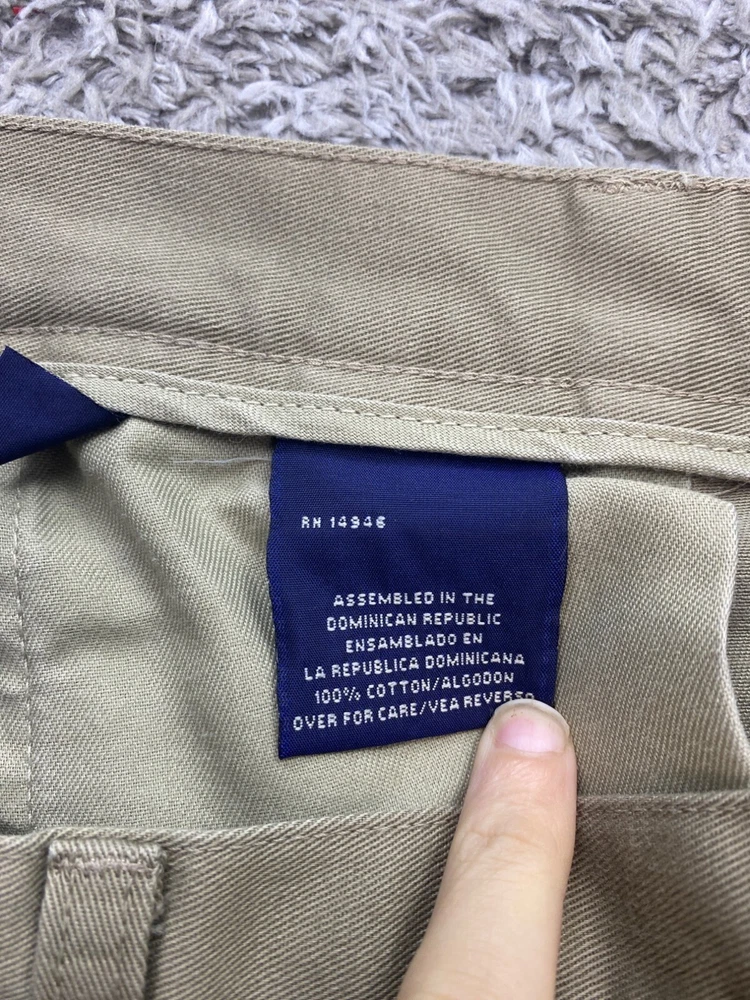 RN 14946
ASSEMBLED IN THE
DOMINICAN REPUBLIC
ENSAMBLADO EN
LA REPUBLICA DOMINICANA
100% COTTON/ALGODON
OVER FOR CARE/VEA REVERSO